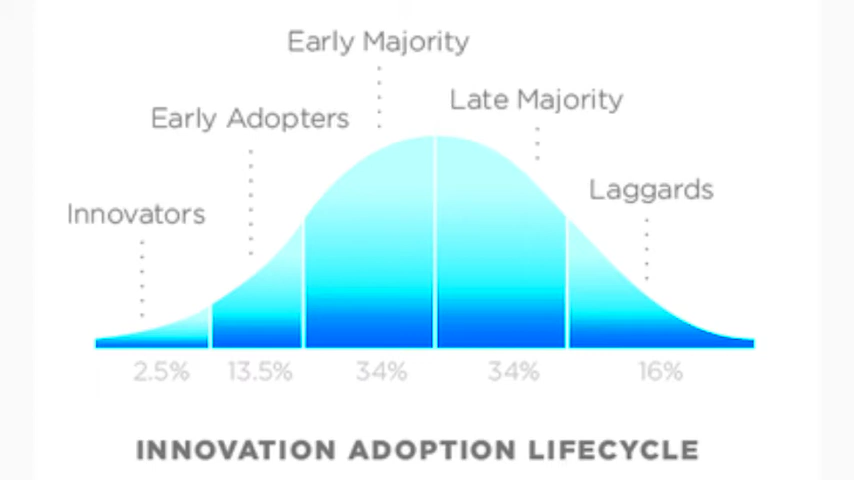 Early Majority
Late Majority
Early Adopters
Laggards
Innovators
2.5% 13.5% 34% 34% 16%
INNOVATION ADOPTION LIFECYCLE